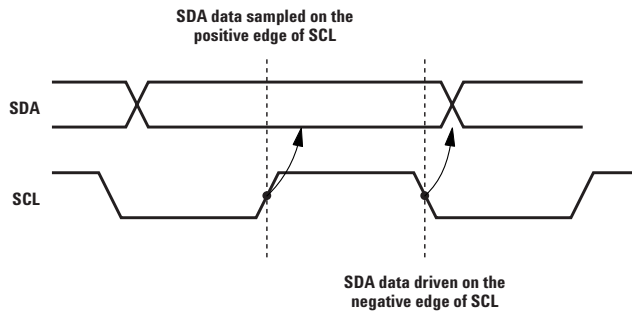 SDA data sampled on the
positive edge of SCL
SDA
SCL
SDA data driven on the
negative edge of SCL